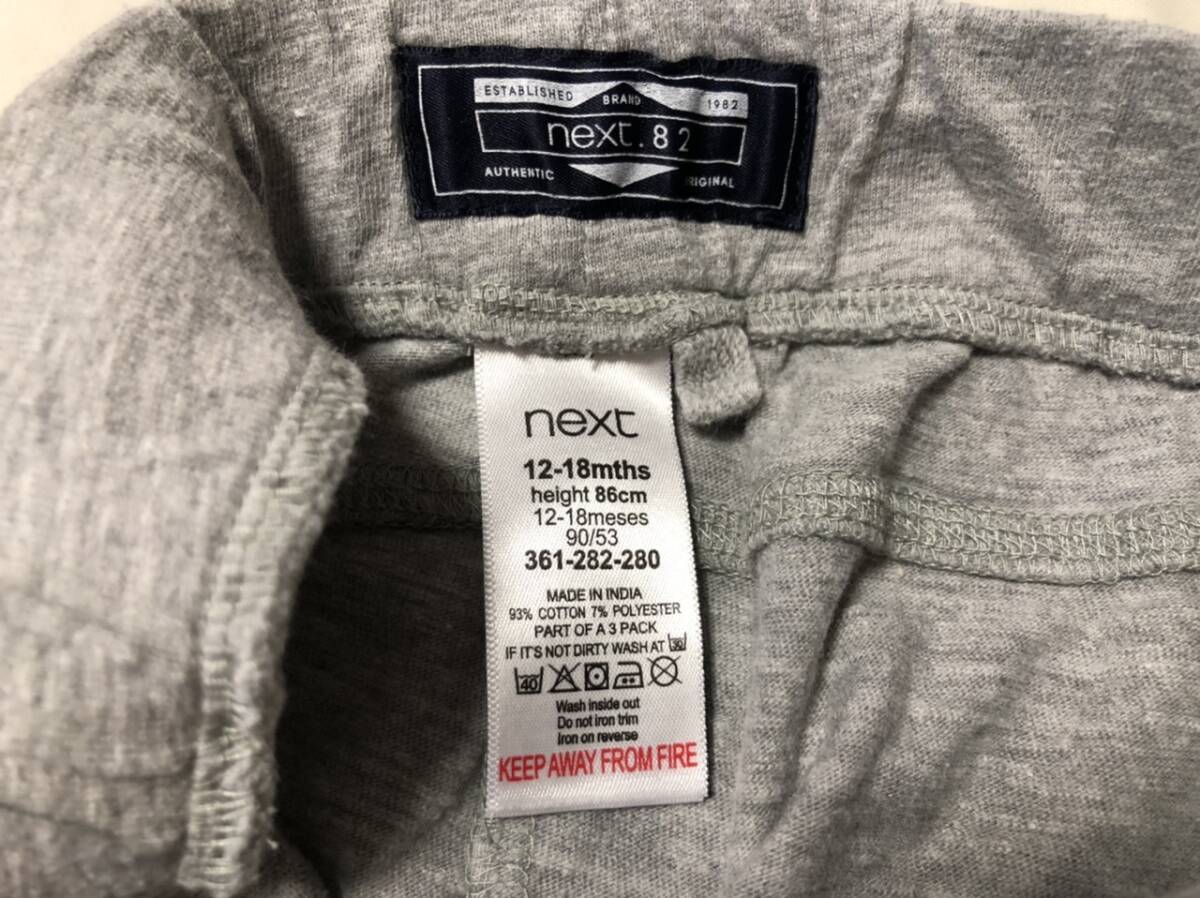 ESTABLISHED BRAND 1982
next.82
AUTHENTIC RIGINAL
next
12-18mths
height 86cm
12-18meses
90/53
361-282-280
MADE IN INDIA
93% COTTON 7% POLYESTER
PART OF A 3 PACK
IF IT'S NOT DIRTY WASH AT 30
40
Wash inside out
Do not iron trim
Iron on reverse
KEEP AWAY FROM FIRE